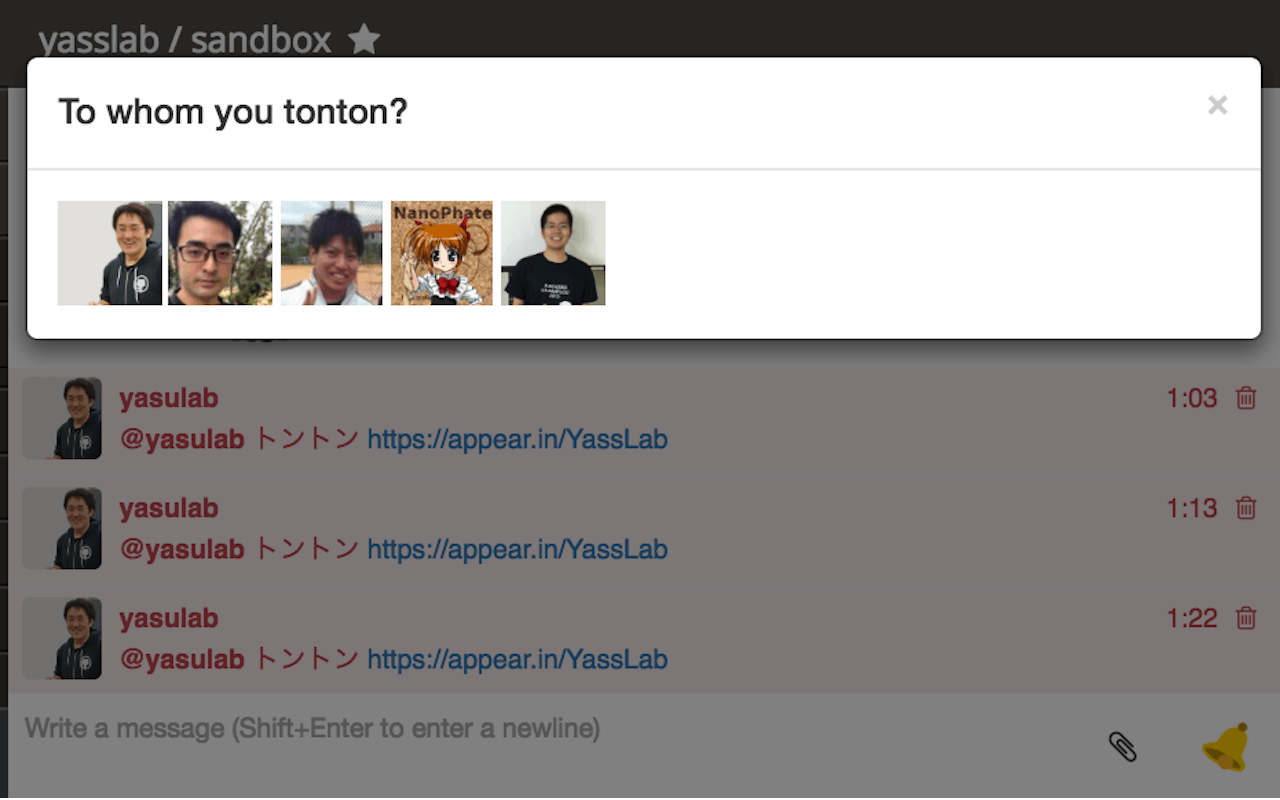 yasslab / sandbox
To whom you tonton?
×
NanoPhate
yasulab
1:03
@yasulab トントン https://appear.in/YassLab
yasulab
1:13
@yasulab トントン https://appear.in/YassLab
yasulab
1:22
@yasulab トントン https://appear.in/YassLab
Write a message (Shift+Enter to enter a newline)